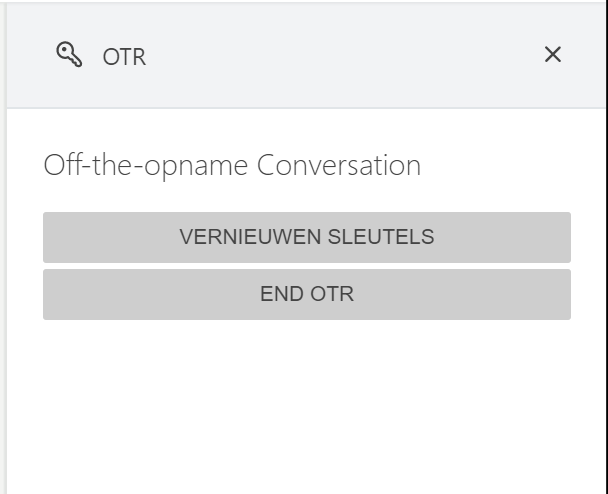 OTR
Off-the-opname Conversation
VERNIEUWEN SLEUTELS
END OTR